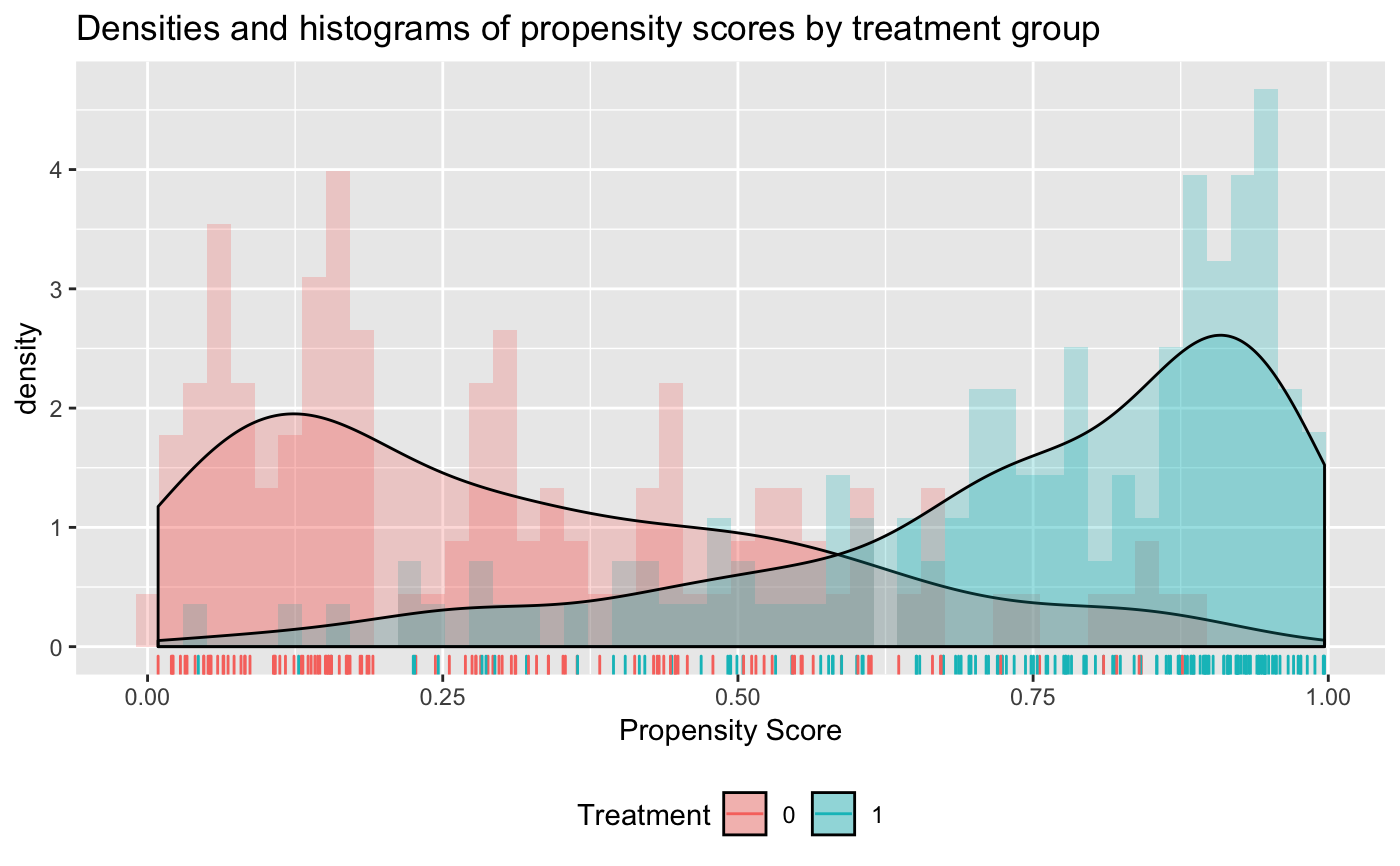 Densities and histograms of propensity scores by treatment group
density
4
3
2
1
0
0.00 0.25 0.50 0.75 1.00
Propensity Score
Treatment 0 1